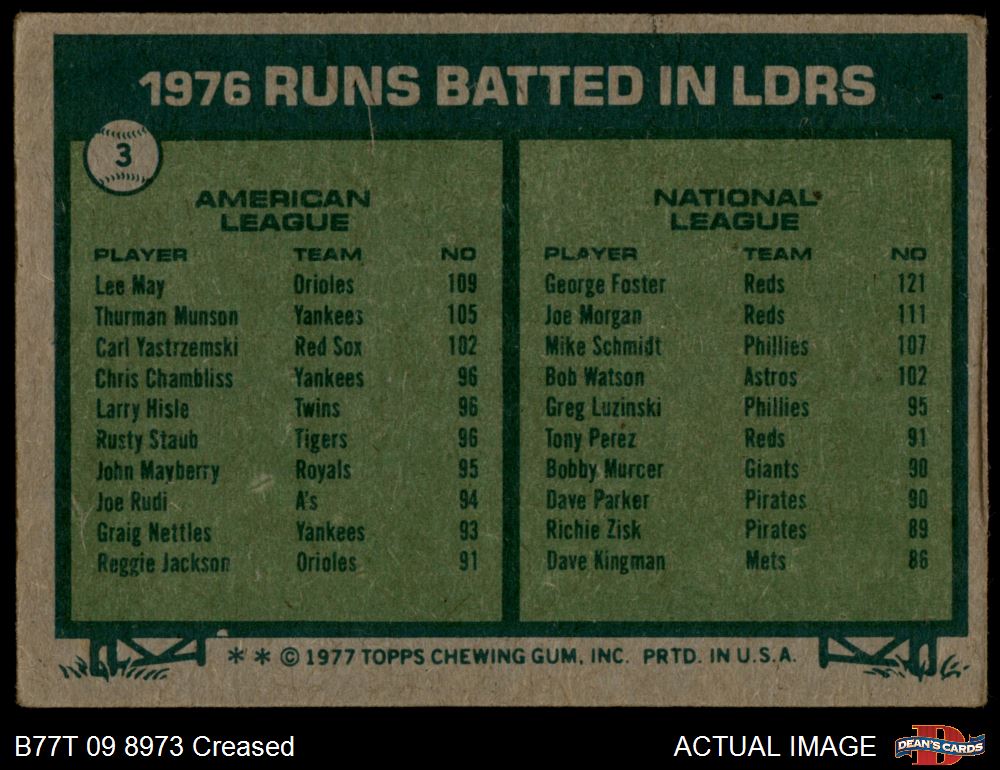 1976 RUNS BATTED IN LDRS
3
AMERICAN
LEAGUE
PLAYER TEAM NO
Lee May Orioles 109
Thurman Munson Yankees 105
Carl Yastrzemski Red Sox 102
Chris Chambliss Yankees 96
Larry Hisle Twins 96
Rusty Staub Tigers 96
John Mayberry Royals 95
Joe Rudi A's 94
Graig Nettles Yankees 93
Reggie Jackson Orioles 91
NATIONAL
LEAGUE
PLAYER TEAM NO
George Foster Reds 121
Joe Morgan Reds 111
Mike Schmidt Phillies 107
Bob Watson Astros 102
Greg Luzinski Phillies 95
Tony Perez Reds 91
Bobby Murcer Giants 90
Dave Parker Pirates 90
Richie Zisk Pirates 89
Dave Kingman Mets 86
** © 1977 TOPPS CHEWING GUM, INC. PRTD. IN U.S.A.
B77T 09 8973 Creased
ACTUAL IMAGE
D
DEAN'S CARDS